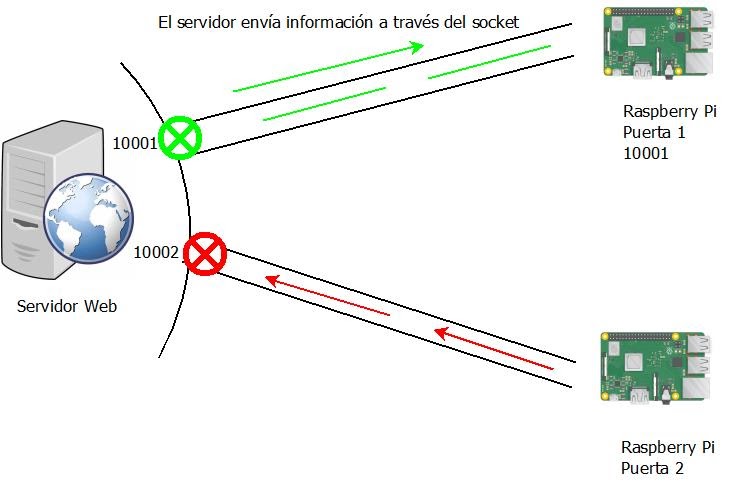 El servidor envía información a través del socket
10001
Raspberry Pi
Puerta 1
10001
10002
Servidor Web
Raspberry Pi
Puerta 2